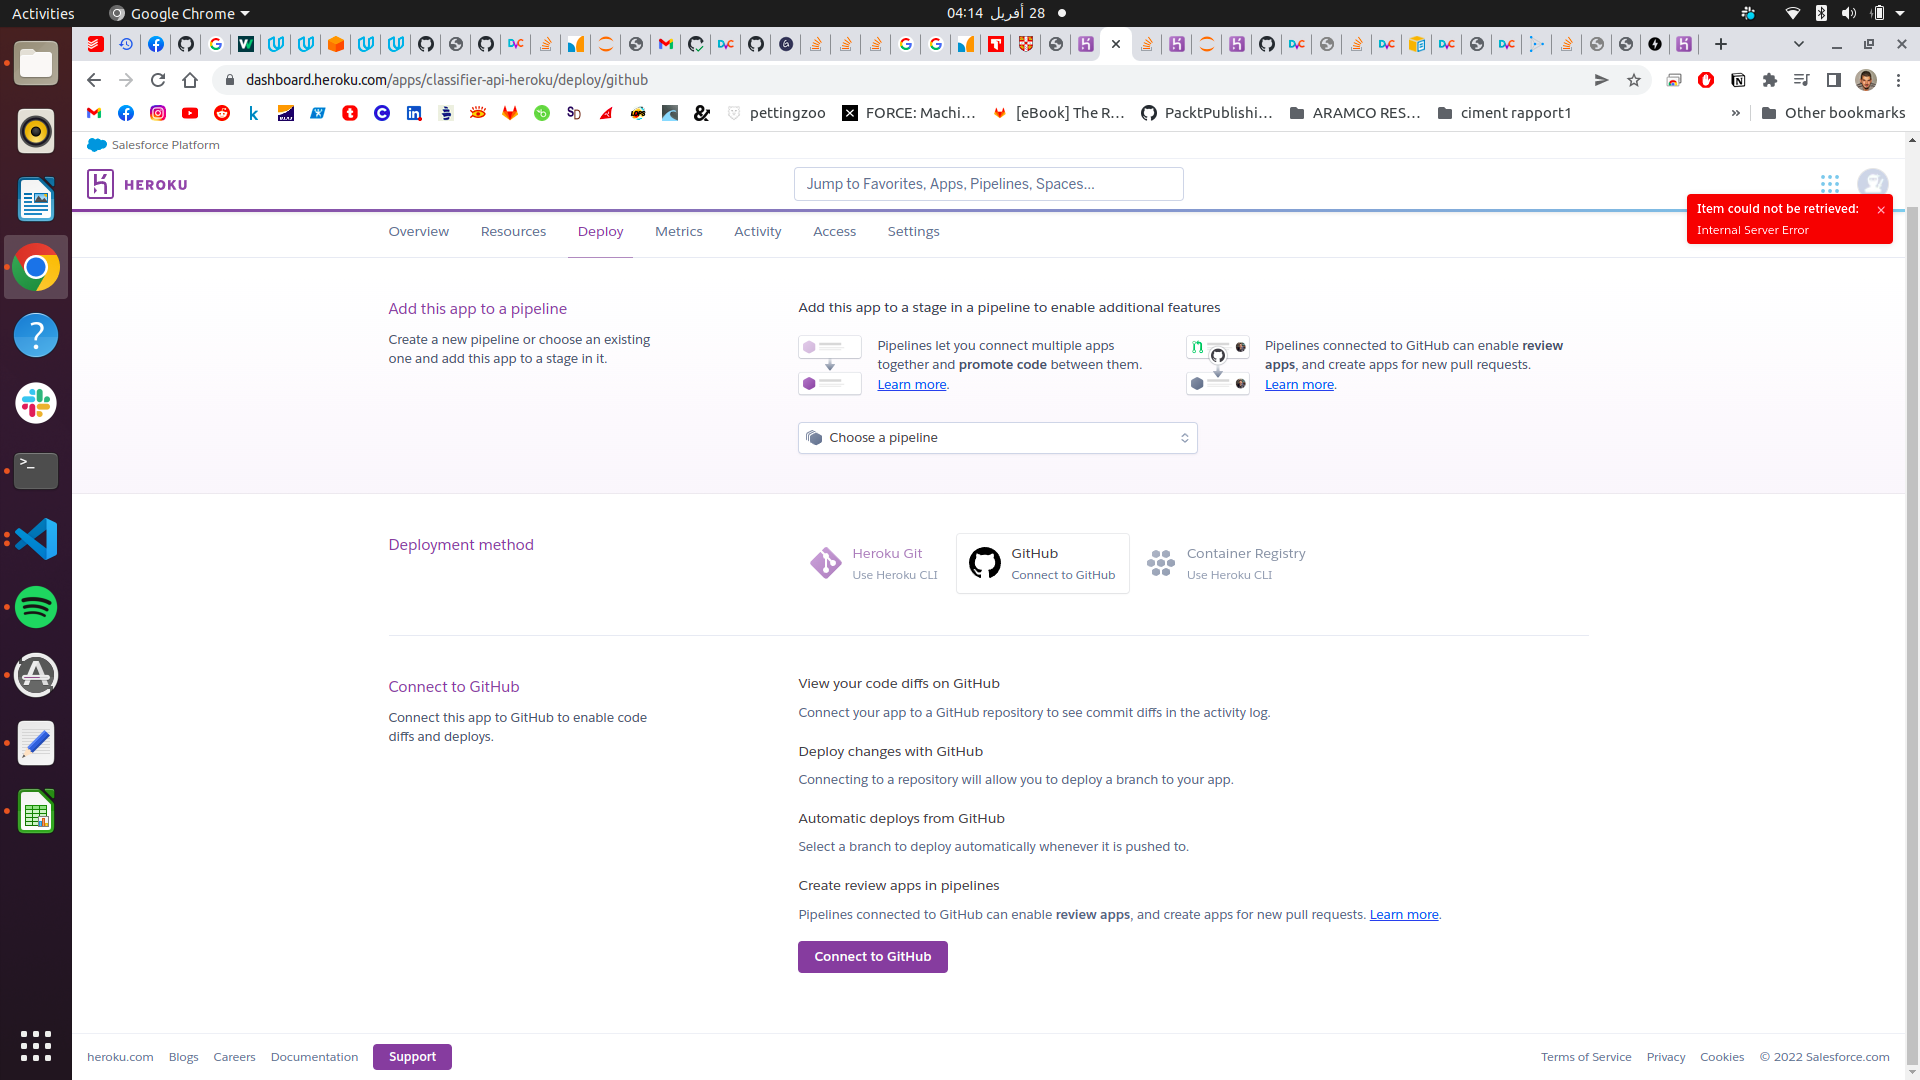 Activities
Google Chrome
28 أفريل 04:14
dashboard.heroku.com/apps/classifier-api-heroku/deploy/github
pettingzoo
FORCE: Machi…
[eBook] The R…
PacktPublishi…
ARAMCO RES…
ciment rapport1
»
Other bookmarks
Salesforce Platform
HEROKU
Jump to Favorites, Apps, Pipelines, Spaces...
Item could not be retrieved:
Internal Server Error
Overview
Resources
Deploy
Metrics
Activity
Access
Settings
Add this app to a pipeline
Create a new pipeline or choose an existing
one and add this app to a stage in it.
Add this app to a stage in a pipeline to enable additional features
Pipelines let you connect multiple apps
together and promote code between them.
Learn more.
Pipelines connected to GitHub can enable review
apps, and create apps for new pull requests.
Learn more.
Choose a pipeline
Deployment method
Heroku Git
Use Heroku CLI
GitHub
Connect to GitHub
Container Registry
Use Heroku CLI
Connect to GitHub
Connect this app to GitHub to enable code
diffs and deploys.
View your code diffs on GitHub
Connect your app to a GitHub repository to see commit diffs in the activity log.
Deploy changes with GitHub
Connecting to a repository will allow you to deploy a branch to your app.
Automatic deploys from GitHub
Select a branch to deploy automatically whenever it is pushed to.
Create review apps in pipelines
Pipelines connected to GitHub can enable review apps, and create apps for new pull requests. Learn more.
Connect to GitHub
heroku.com
Blogs
Careers
Documentation
Support
Terms of Service
Privacy
Cookies
© 2022 Salesforce.com